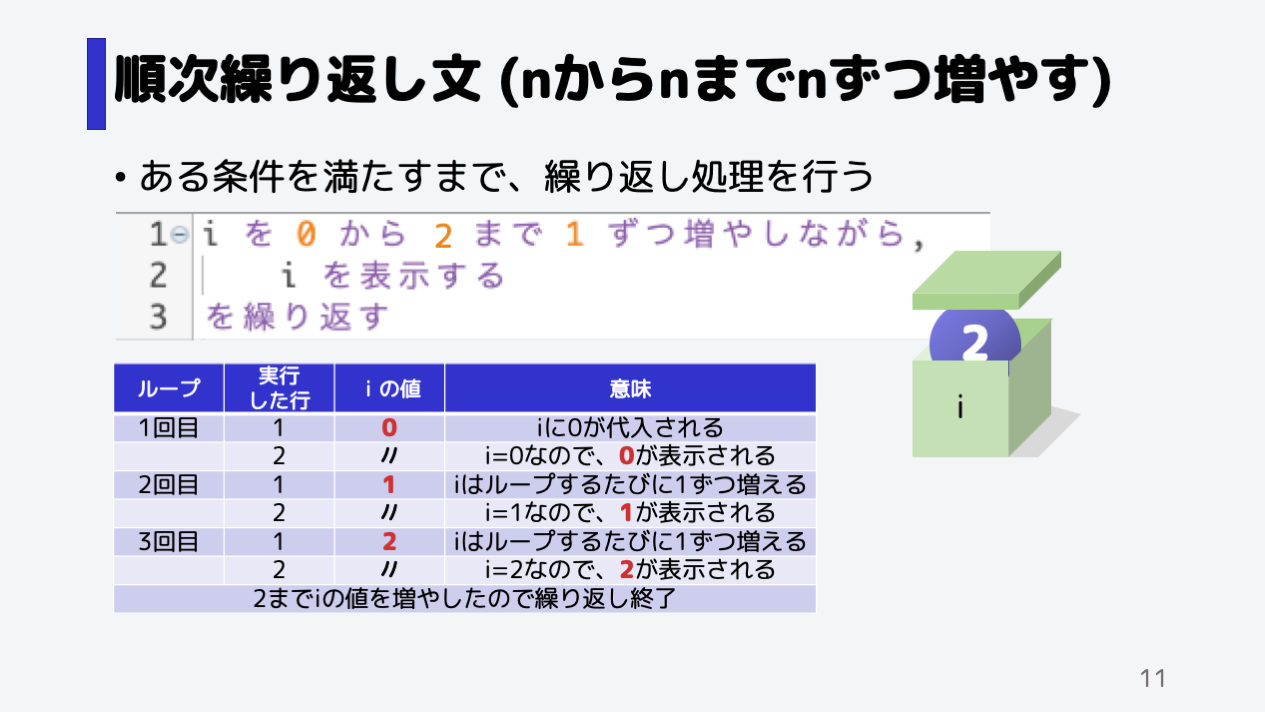 順次繰り返し文 (nからnまでnずつ増やす)
• ある条件を満たすまで、繰り返し処理を行う
1 i を 0 から 2 まで 1 ずつ増やしながら,
2 i を表示する
3 を繰り返す
2
i
ループ 実行した行 i の値 意味
1回目 1 0 iに0が代入される
2 〃 i=0なので、0が表示される
2回目 1 1 iはループするたびに1ずつ増える
2 〃 i=1なので、1が表示される
3回目 1 2 iはループするたびに1ずつ増える
2 〃 i=2なので、2が表示される
2までiの値を増やしたので繰り返し終了
11